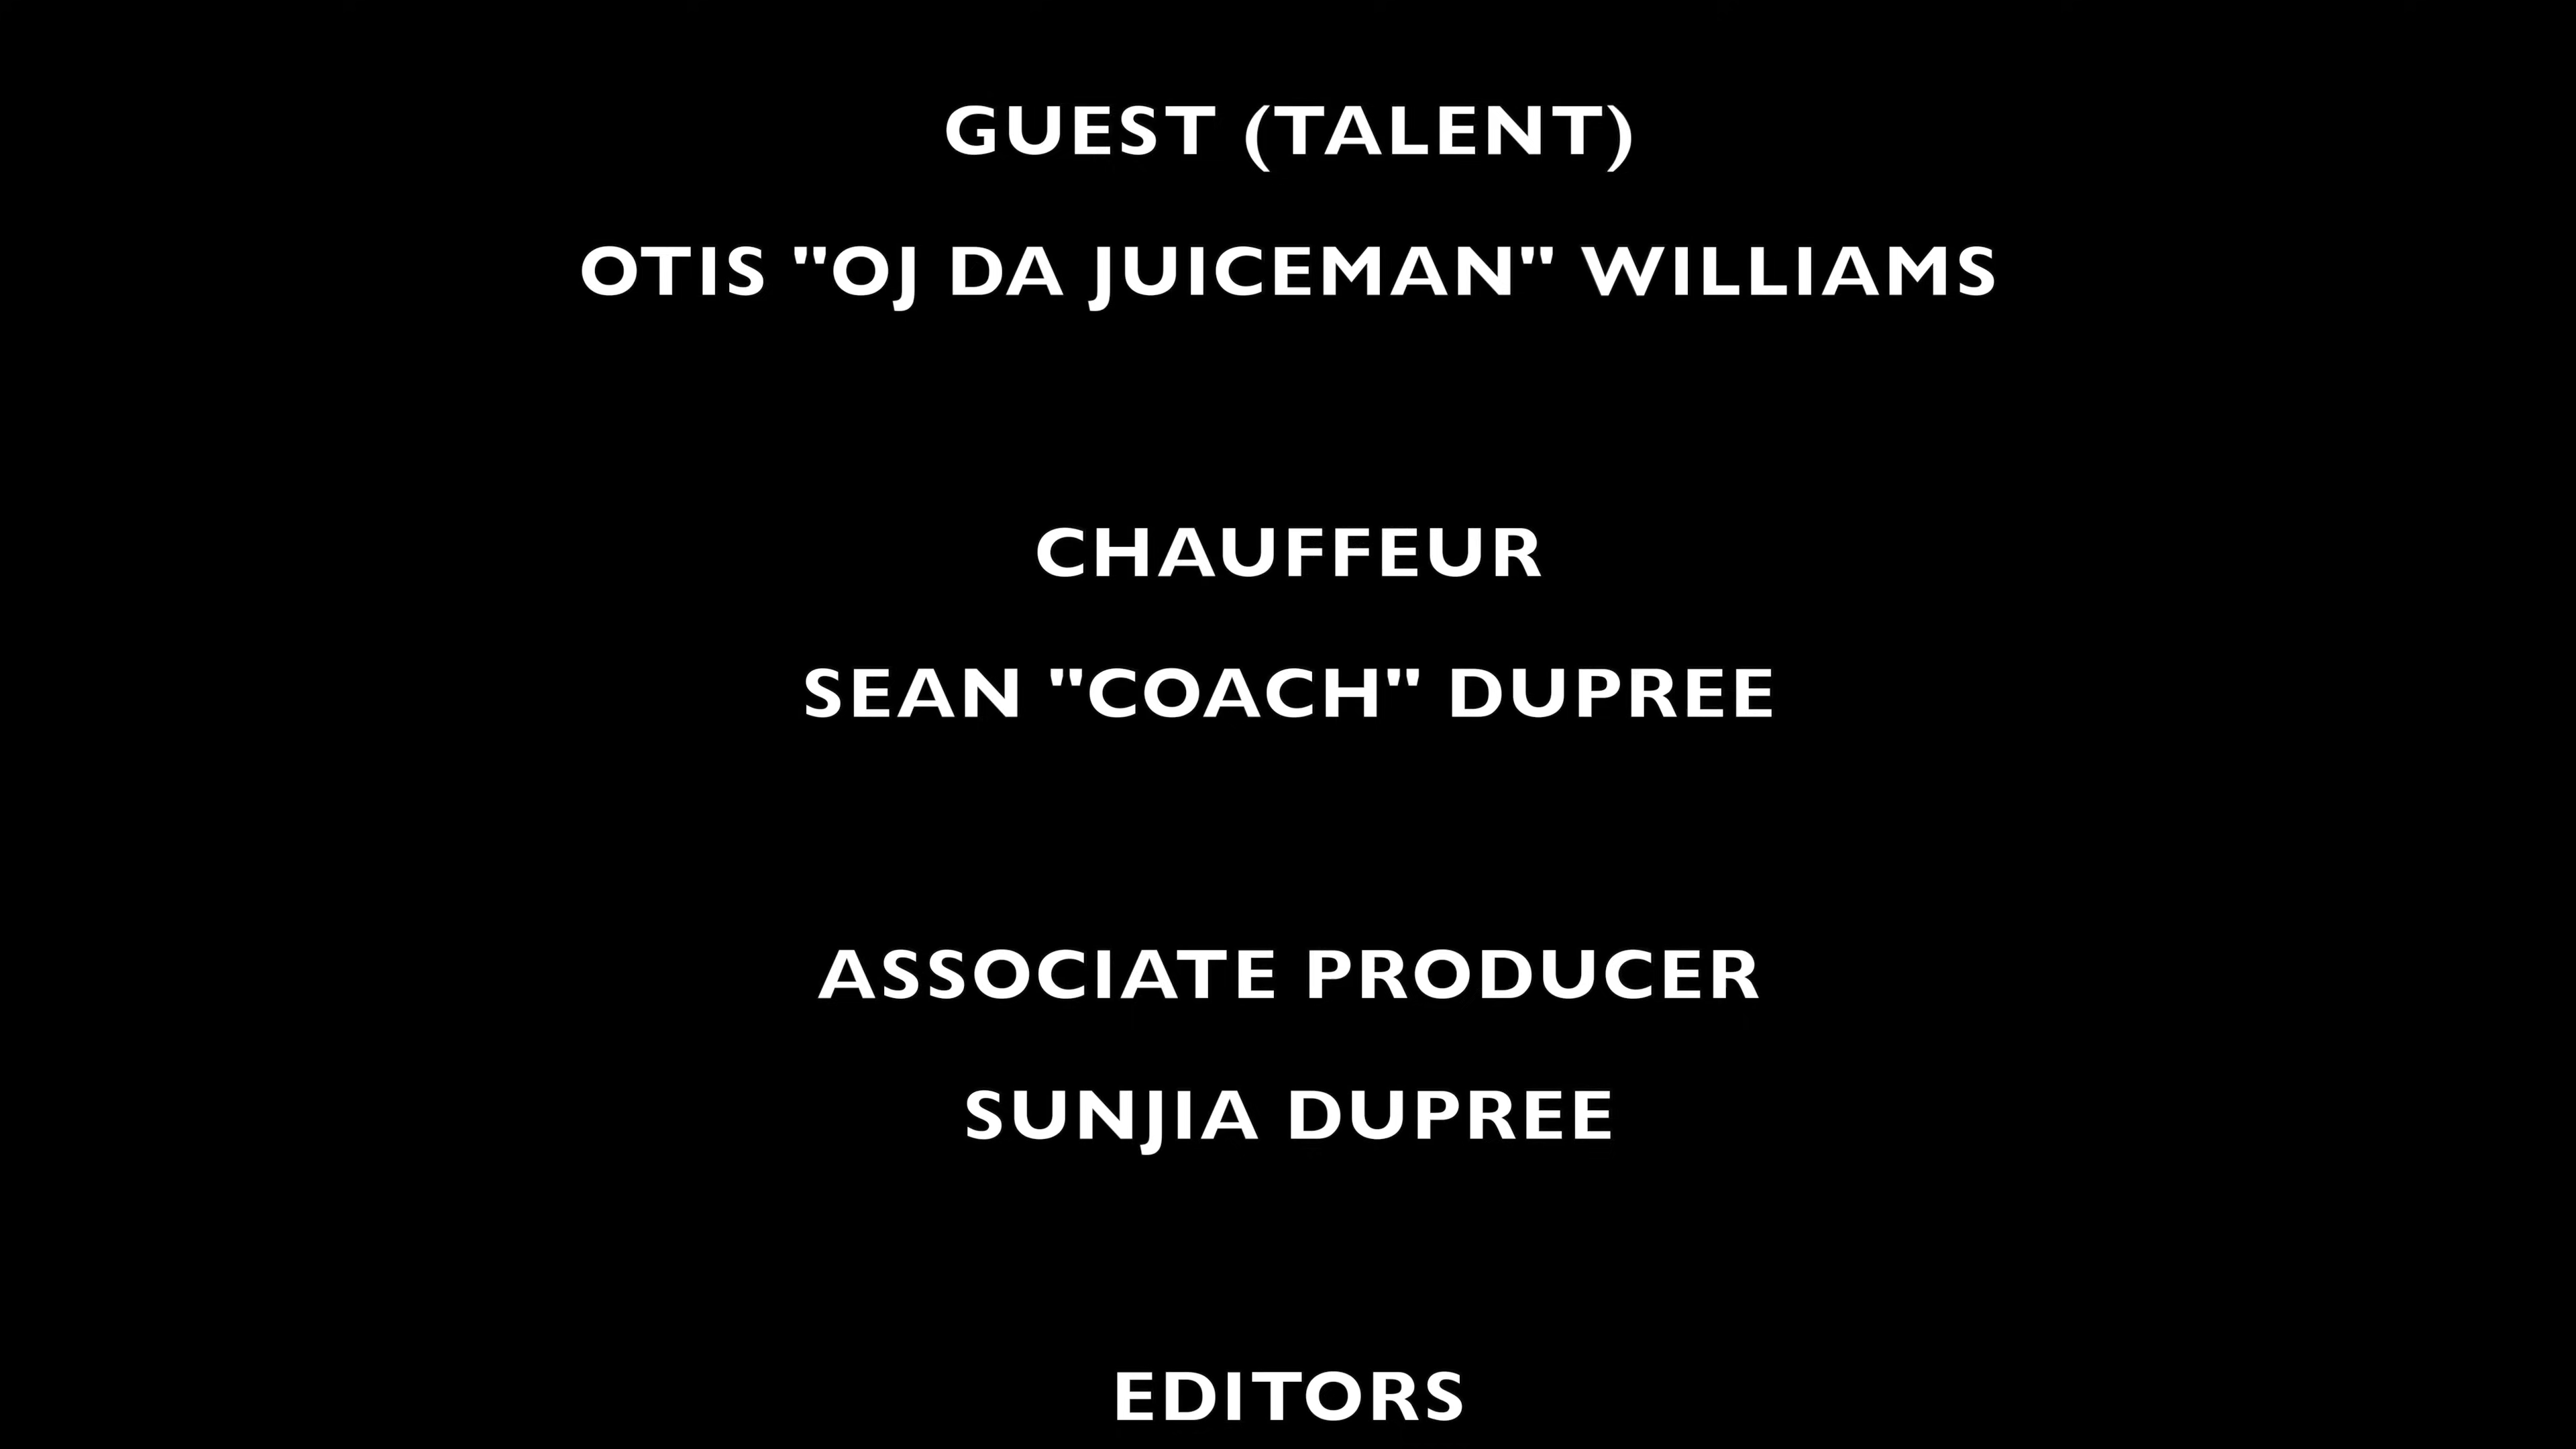 GUEST (TALENT)
OTIS "OJ DA JUICEMAN" WILLIAMS
CHAUFFEUR
SEAN "COACH" DUPREE
ASSOCIATE PRODUCER
SUNJIA DUPREE
EDITORS